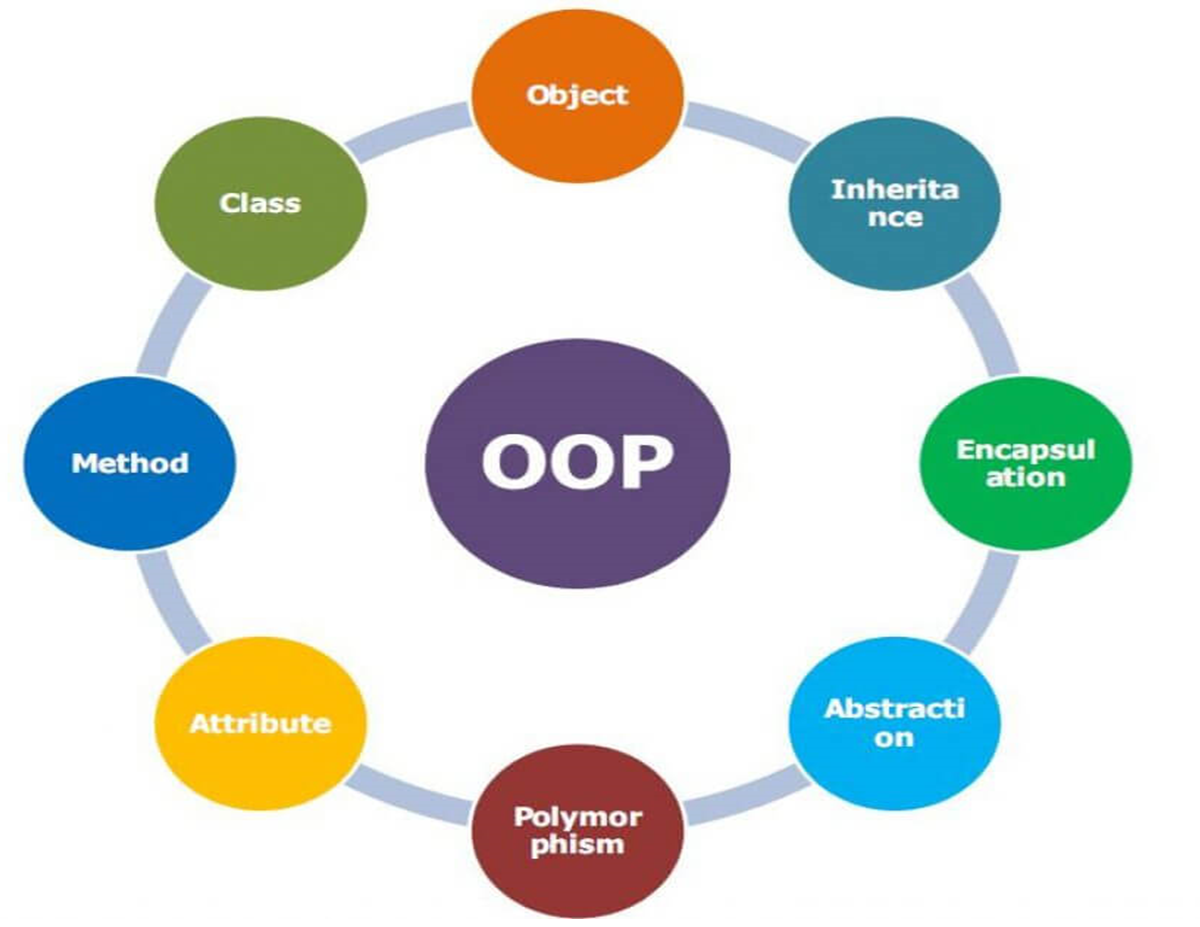 Object
Class
Inherita
nce
Method
OOP
Encapsul
ation
Attribute
Abstracti
on
Polymor
phism